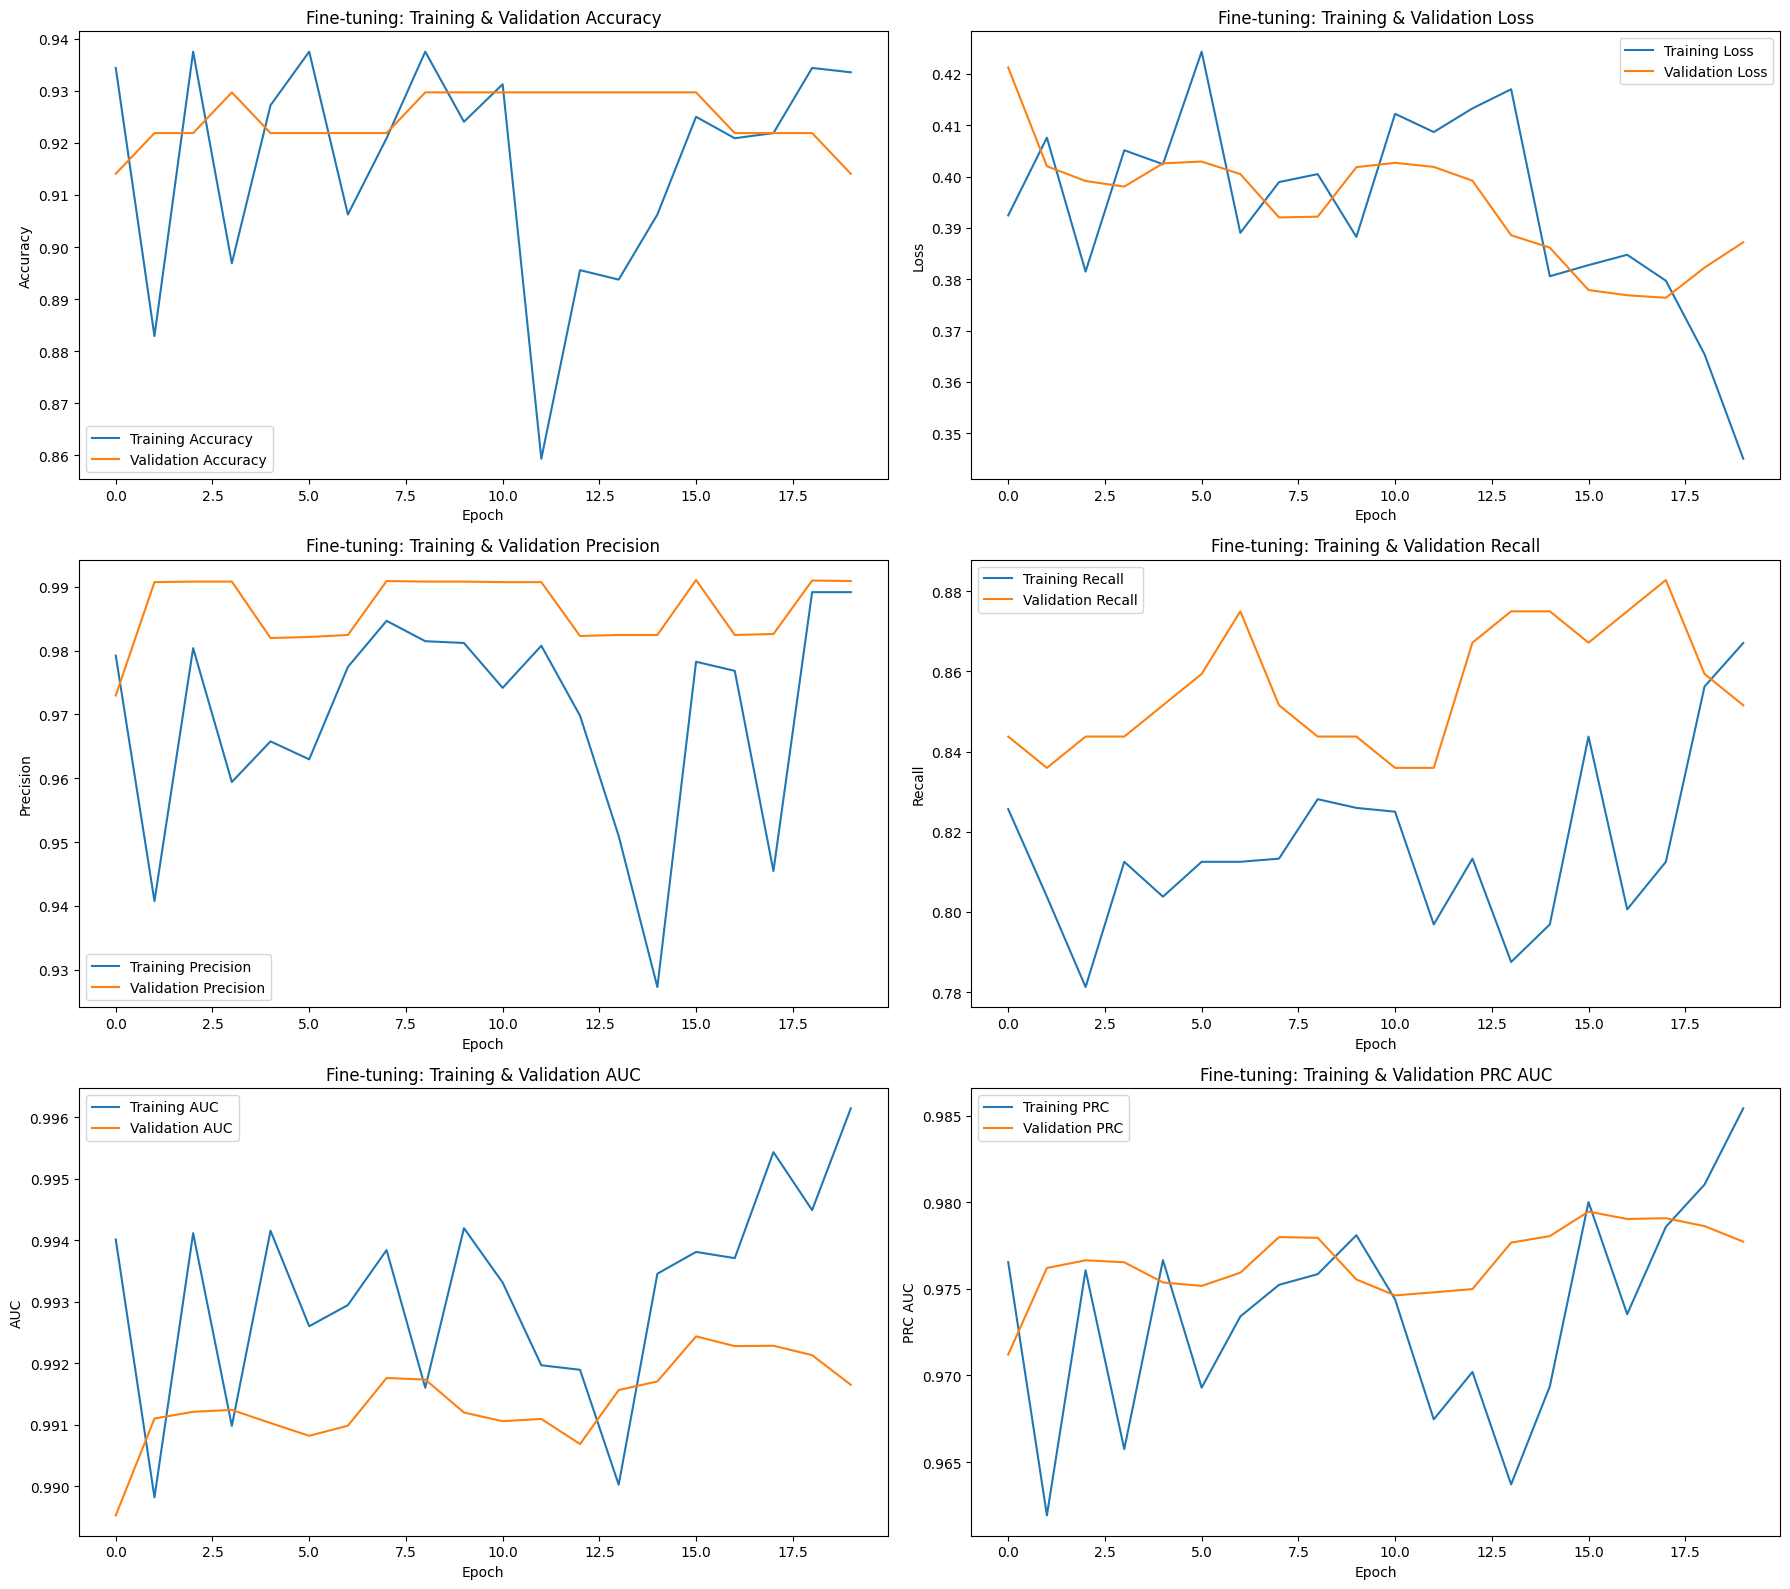 Fine-tuning: Training & Validation Accuracy
0.94
0.93
0.92
0.91
0.90
0.89
0.88
0.87
0.86
Accuracy
Training Accuracy
Validation Accuracy
0.0 2.5 5.0 7.5 10.0 12.5 15.0 17.5
Epoch
Fine-tuning: Training & Validation Loss
Training Loss
Validation Loss
0.42
0.41
0.40
0.39
0.38
0.37
0.36
0.35
Loss
0.0 2.5 5.0 7.5 10.0 12.5 15.0 17.5
Epoch
Fine-tuning: Training & Validation Precision
0.99
0.98
0.97
0.96
0.95
0.94
0.93
Precision
Training Precision
Validation Precision
0.0 2.5 5.0 7.5 10.0 12.5 15.0 17.5
Epoch
Fine-tuning: Training & Validation Recall
Training Recall
Validation Recall
0.88
0.86
0.84
0.82
0.80
0.78
Recall
0.0 2.5 5.0 7.5 10.0 12.5 15.0 17.5
Epoch
Fine-tuning: Training & Validation AUC
Training AUC
Validation AUC
0.996
0.995
0.994
0.993
0.992
0.991
0.990
AUC
0.0 2.5 5.0 7.5 10.0 12.5 15.0 17.5
Epoch
Fine-tuning: Training & Validation PRC AUC
Training PRC
Validation PRC
0.985
0.980
0.975
0.970
0.965
PRC AUC
0.0 2.5 5.0 7.5 10.0 12.5 15.0 17.5
Epoch